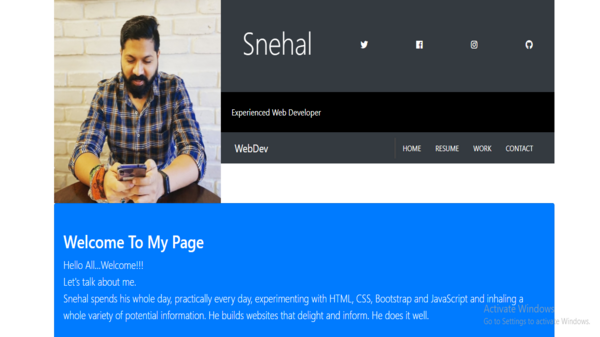 Snehal
Experienced Web Developer
WebDev
HOME RESUME WORK CONTACT
Welcome To My Page
Hello All...Welcome!!!
Let's talk about me.
Snehal spends his whole day, practically every day, experimenting with HTML, CSS, Bootstrap and JavaScript and inhaling a
whole variety of potential information. He builds websites that delight and inform. He does it well.
Activate Windows
Go to Settings to activate Windows.